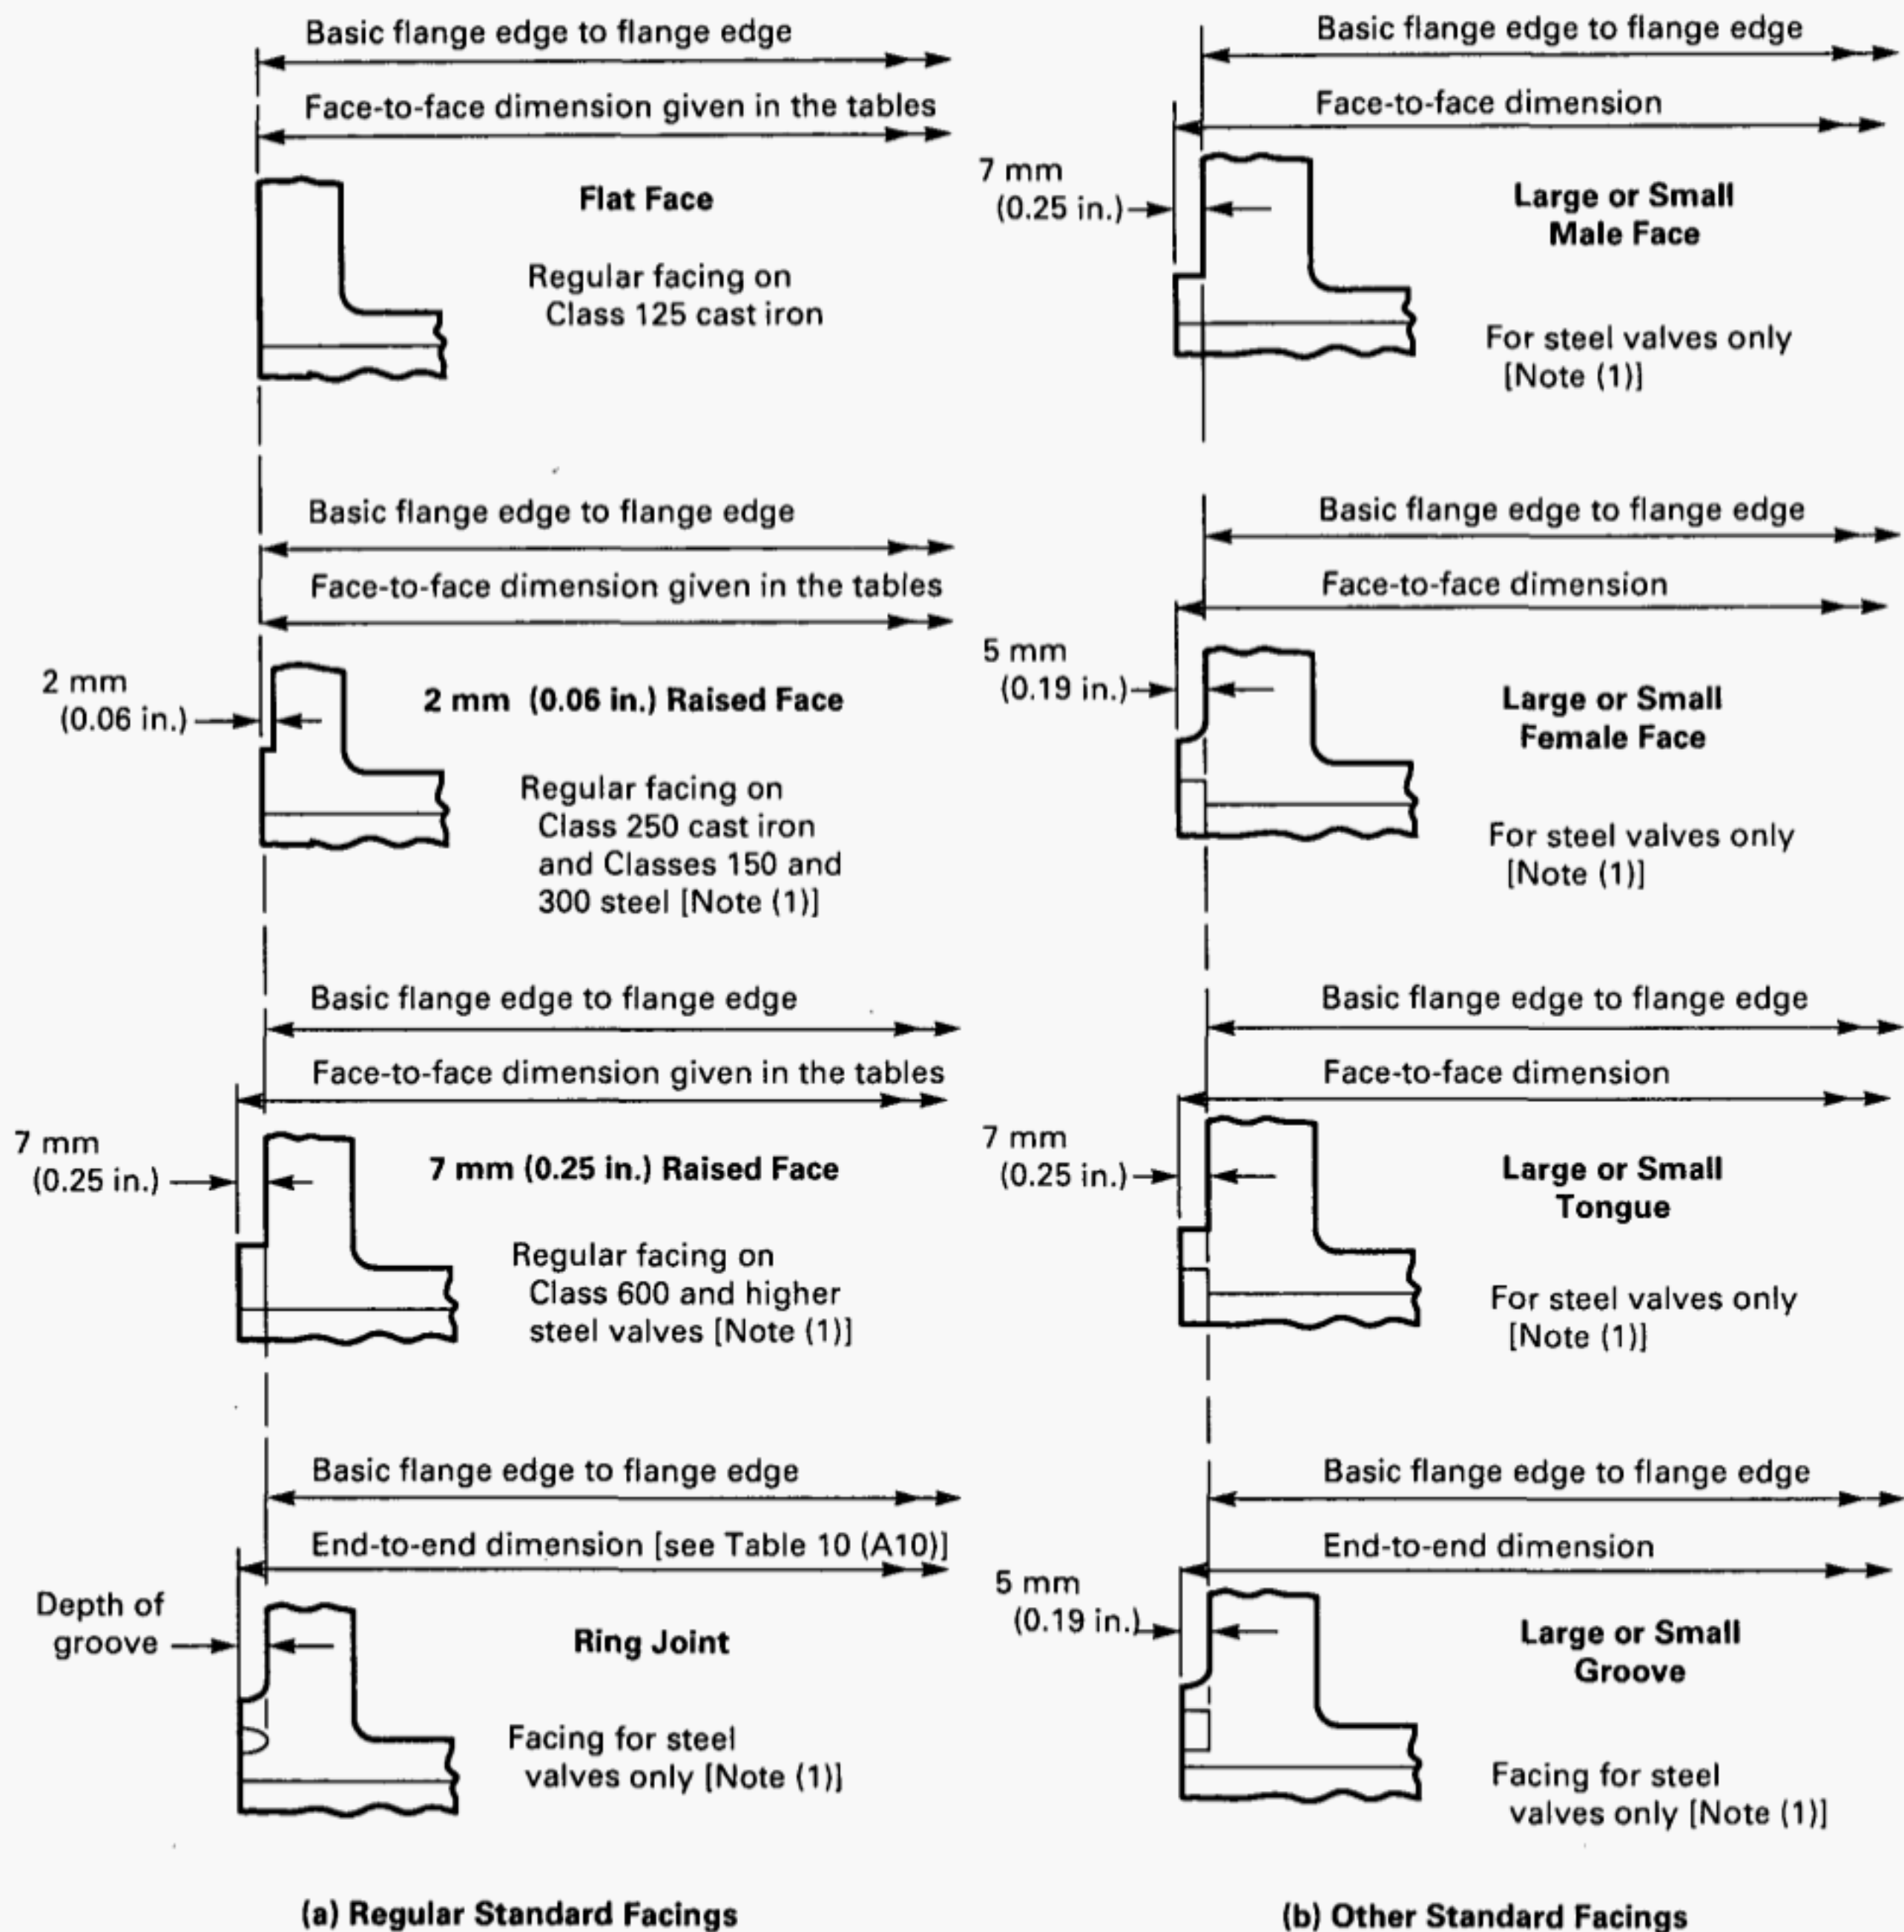 Basic flange edge to flange edge
Face-to-face dimension given in the tables
Flat Face
Regular facing on
Class 125 cast iron
Basic flange edge to flange edge
Face-to-face dimension given in the tables
2 mm
(0.06 in.)
2 mm (0.06 in.) Raised Face
Regular facing on
Class 250 cast iron
and Classes 150 and
300 steel [Note (1)]
Basic flange edge to flange edge
Face-to-face dimension given in the tables
7 mm
(0.25 in.)
7 mm (0.25 in.) Raised Face
Regular facing on
Class 600 and higher
steel valves [Note (1)]
Basic flange edge to flange edge
End-to-end dimension [see Table 10 (A10)]
Depth of
groove
Ring Joint
Facing for steel
valves only [Note (1)]
(a) Regular Standard Facings
Basic flange edge to flange edge
Face-to-face dimension
7 mm
(0.25 in.)
Large or Small
Male Face
For steel valves only
[Note (1)]
Basic flange edge to flange edge
Face-to-face dimension
5 mm
(0.19 in.)
Large or Small
Female Face
For steel valves only
[Note (1)]
Basic flange edge to flange edge
Face-to-face dimension
7 mm
(0.25 in.)
Large or Small
Tongue
For steel valves only
[Note (1)]
Basic flange edge to flange edge
End-to-end dimension
5 mm
(0.19 in.)
Large or Small
Groove
Facing for steel
valves only [Note (1)]
(b) Other Standard Facings